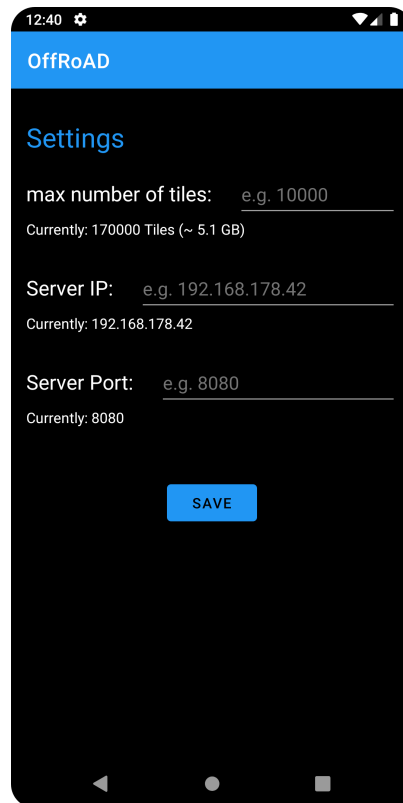 12:40
OffRoAD
Settings
max number of tiles: e.g. 10000
Currently: 170000 Tiles (~ 5.1 GB)
Server IP: e.g. 192.168.178.42
Currently: 192.168.178.42
Server Port: e.g. 8080
Currently: 8080
SAVE